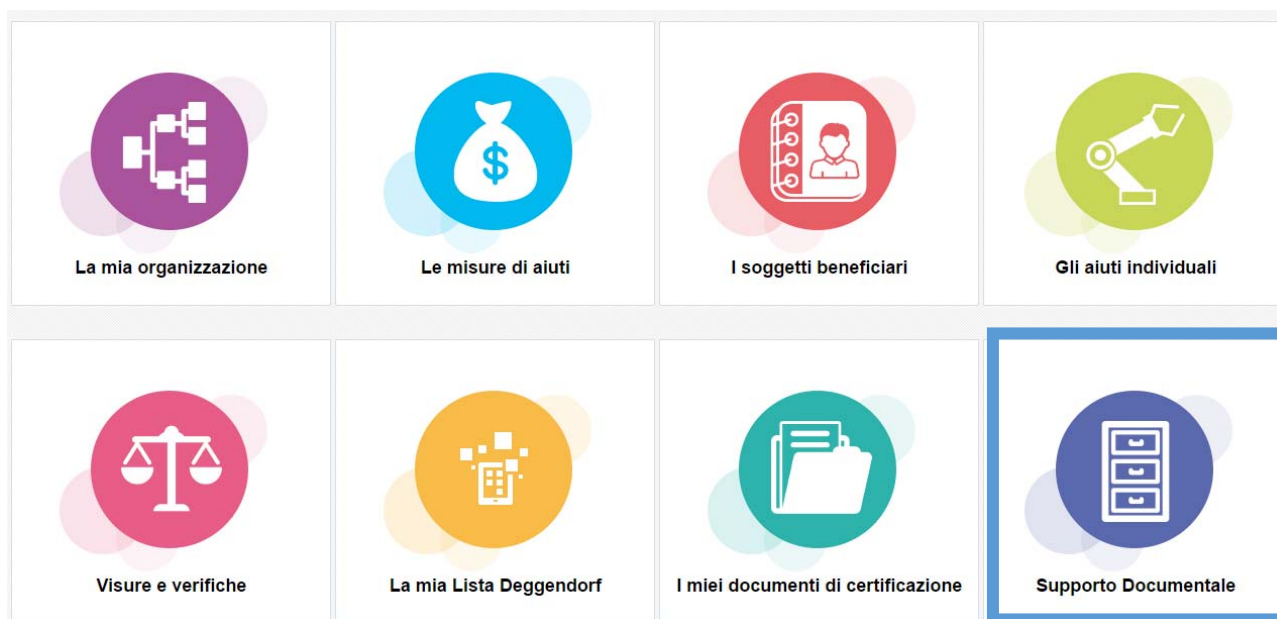 La mia organizzazione
Le misure di aiuti
I soggetti beneficiari
Gli aiuti individuali
Visure e verifiche
La mia Lista Deggendorf
I miei documenti di certificazione
Supporto Documentale